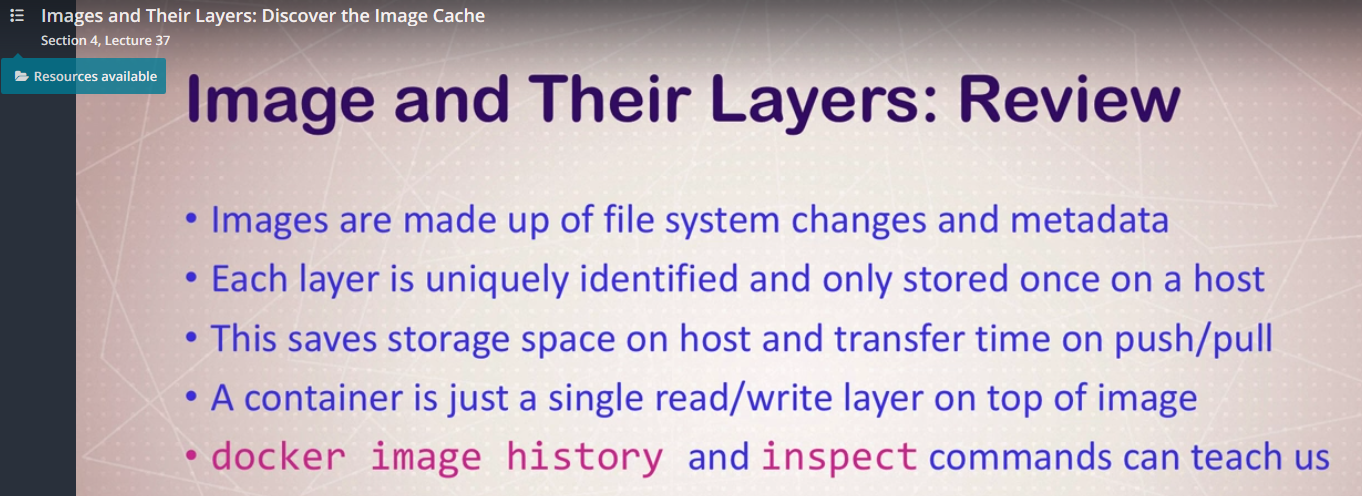 Images and Their Layers: Discover the Image Cache
Section 4, Lecture 37
Resources available
Image and Their Layers: Review
• Images are made up of file system changes and metadata
• Each layer is uniquely identified and only stored once on a host
• This saves storage space on host and transfer time on push/pull
• A container is just a single read/write layer on top of image
• docker image history and inspect commands can teach us